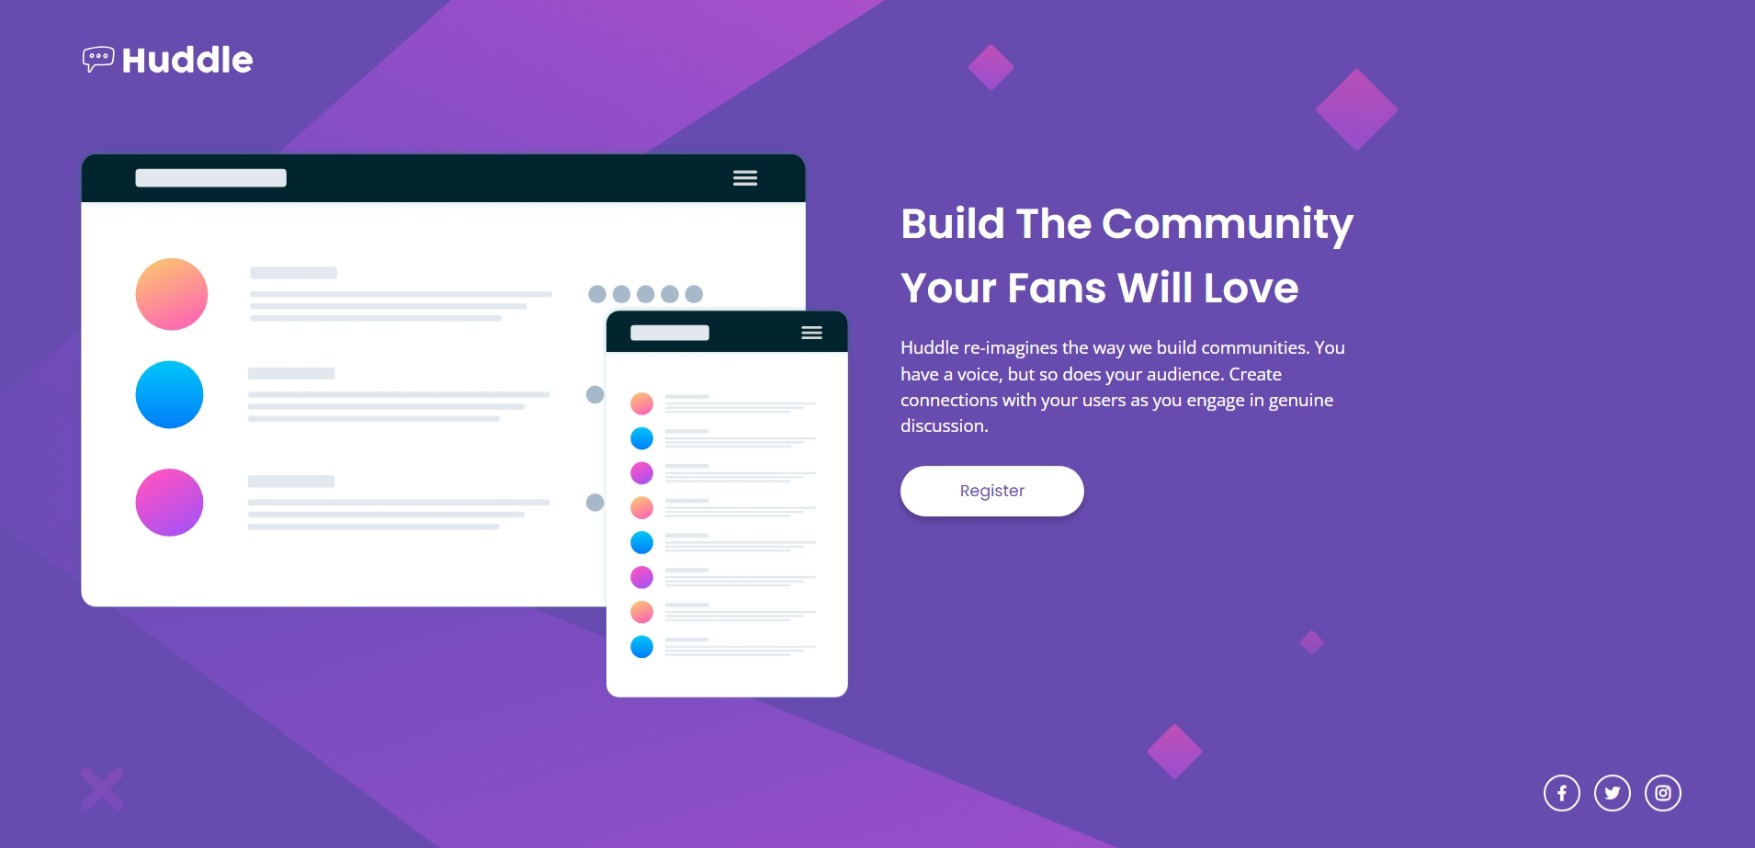 Huddle
Build The Community
Your Fans Will Love
Huddle re-imagines the way we build communities. You
have a voice, but so does your audience. Create
connections with your users as you engage in genuine
discussion.
Register